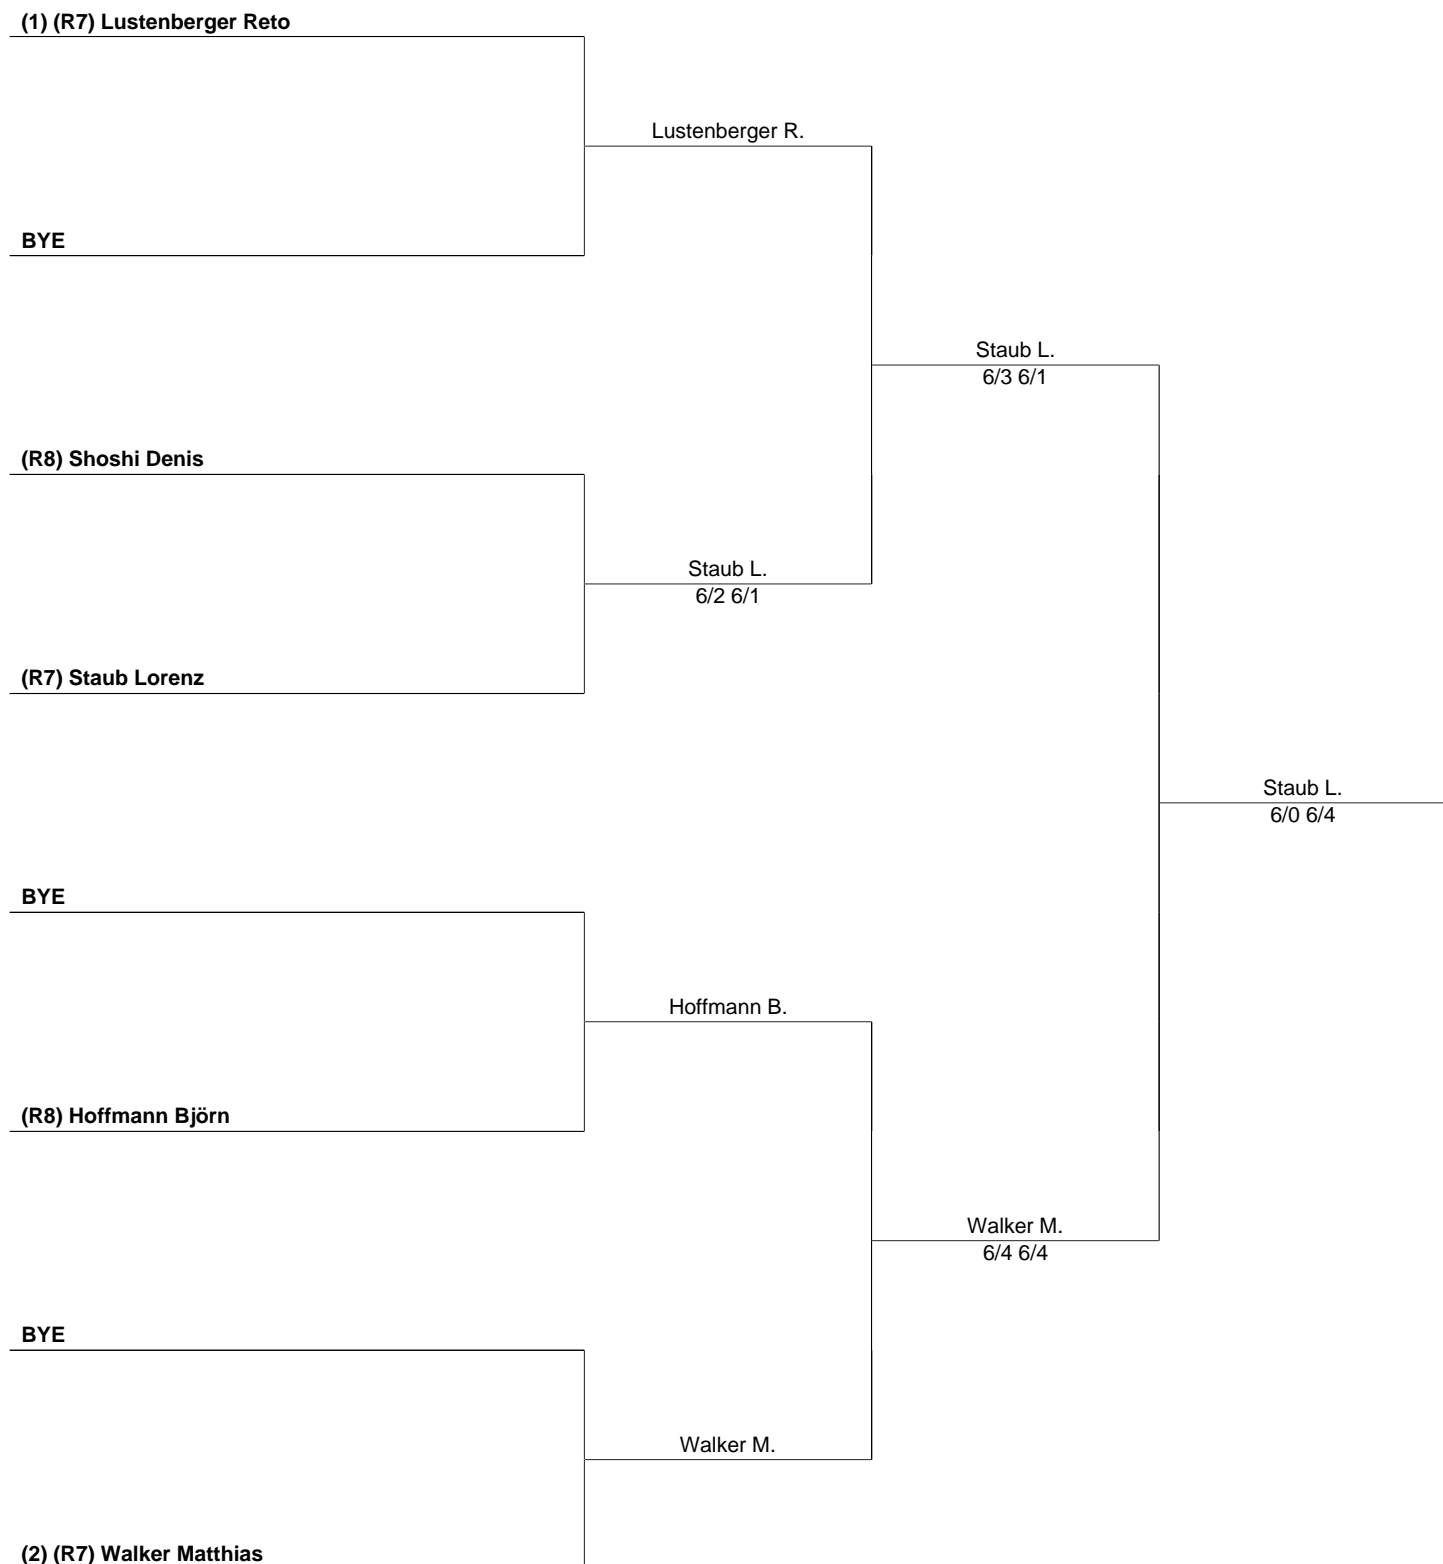 (1) (R7) Lustenberger Reto
Lustenberger R.
BYE
Staub L.
6/3 6/1
(R8) Shoshi Denis
Staub L.
6/2 6/1
(R7) Staub Lorenz
Staub L.
6/0 6/4
BYE
Hoffmann B.
(R8) Hoffmann Björn
Walker M.
6/4 6/4
BYE
Walker M.
(2) (R7) Walker Matthias